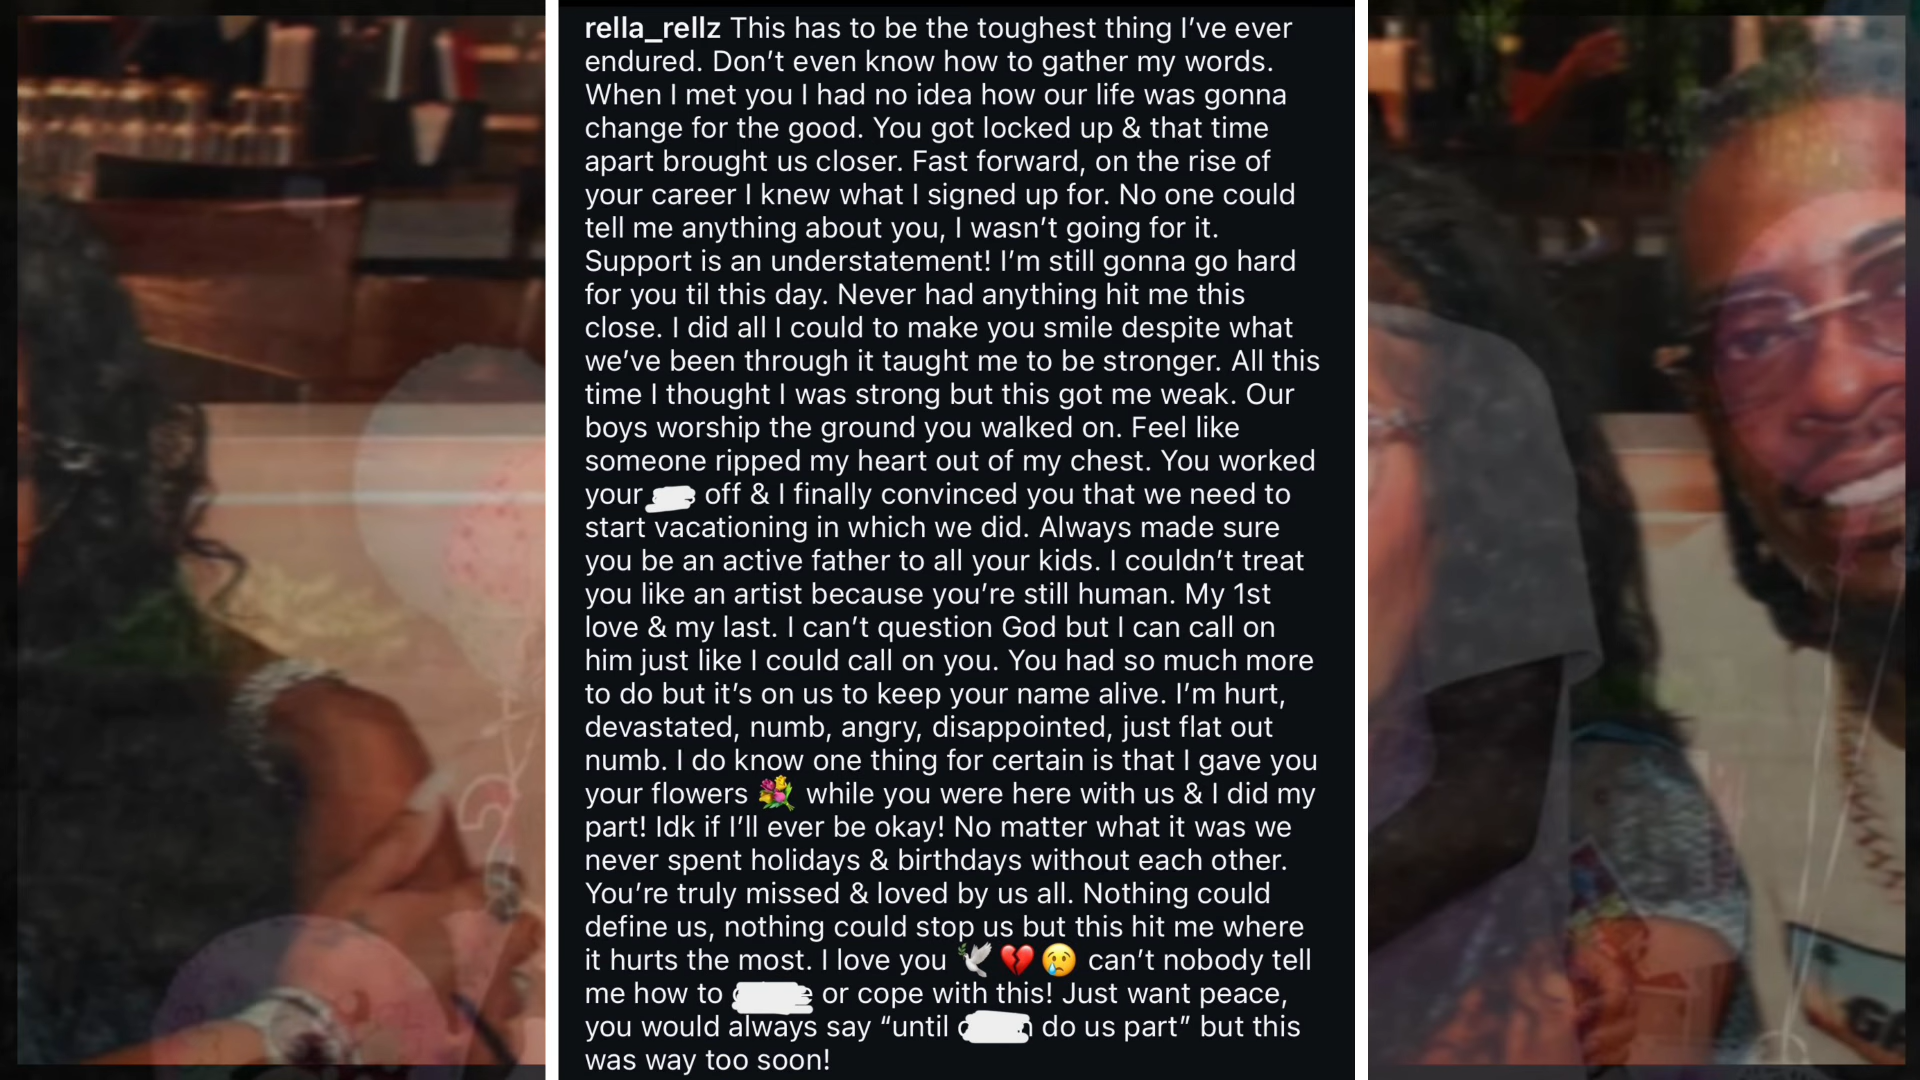 rella_rellz This has to be the toughest thing I've ever
endured. Don't even know how to gather my words.
When I met you I had no idea how our life was gonna
change for the good. You got locked up & that time
apart brought us closer. Fast forward, on the rise of
your career I knew what I signed up for. No one could
tell me anything about you, I wasn't going for it.
Support is an understatement! I'm still gonna go hard
for you til this day. Never had anything hit me this
close. I did all I could to make you smile despite what
we've been through it taught me to be stronger. All this
time I thought I was strong but this got me weak. Our
boys worship the ground you walked on. Feel like
someone ripped my heart out of my chest. You worked
your off & I finally convinced you that we need to
start vacationing in which we did. Always made sure
you be an active father to all your kids. I couldn't treat
you like an artist because you're still human. My 1st
love & my last. I can't question God but I can call on
him just like I could call on you. You had so much more
to do but it's on us to keep your name alive. I'm hurt,
devastated, numb, angry, disappointed, just flat out
numb. I do know one thing for certain is that I gave you
your flowers 💐 while you were here with us & I did my
part! Idk if I'll ever be okay! No matter what it was we
never spent holidays & birthdays without each other.
You're truly missed & loved by us all. Nothing could
define us, nothing could stop us but this hit me where
it hurts the most. I love you 🕊️💔😢 can't nobody tell
me how to or cope with this! Just want peace,
you would always say “until do us part” but this
was way too soon!